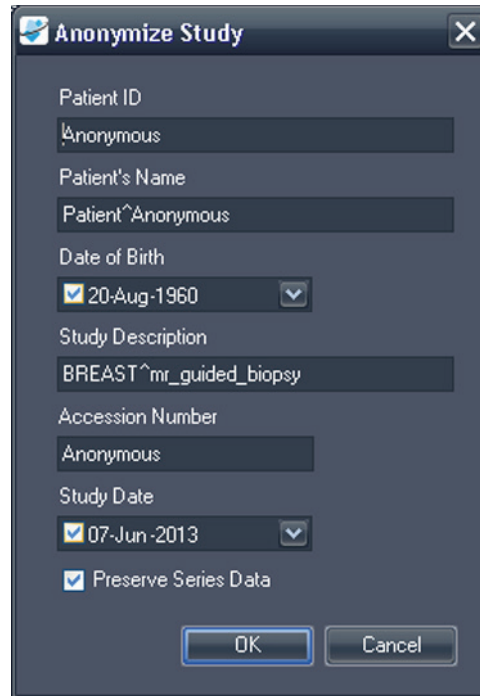 Anonymize Study
Patient ID
Anonymous
Patient's Name
Patient^Anonymous
Date of Birth
20-Aug-1960
Study Description
BREAST^mr_guided_biopsy
Accession Number
Anonymous
Study Date
07-Jun-2013
Preserve Series Data
OK Cancel